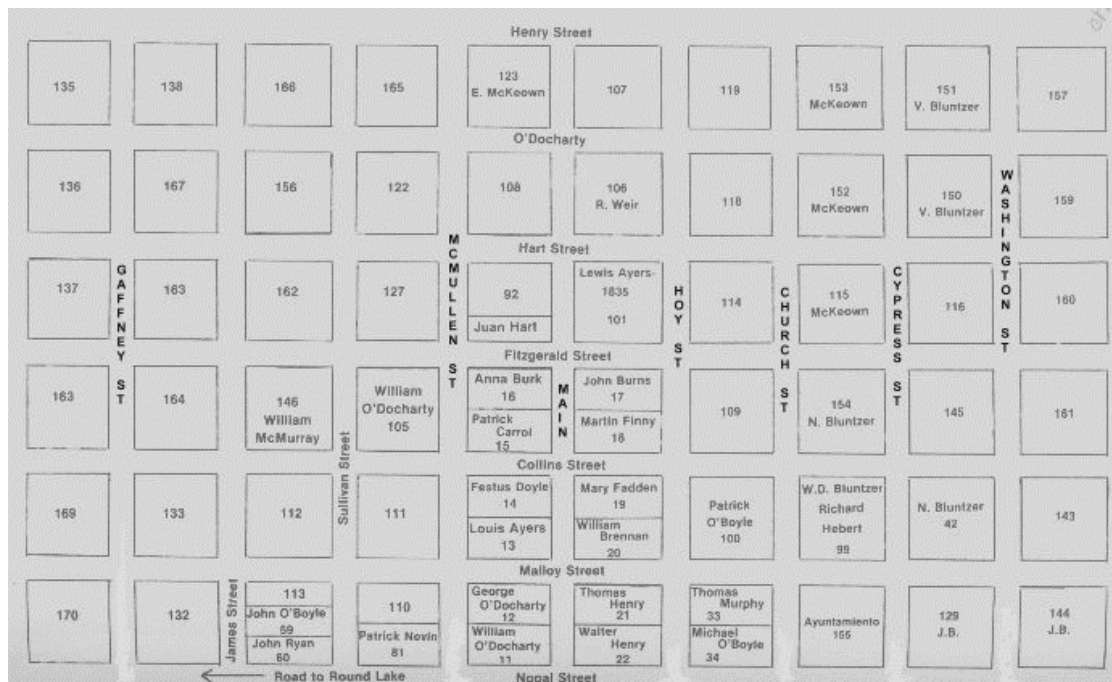 Henry Street
135
138
166
165
123
E. McKeown
107
119
153
McKeown
151
V. Bluntzer
157
O'Docharty
136
167
156
122
108
106
R. Weir
118
152
McKeown
150
V. Bluntzer
159
WASHINGTON ST
Hart Street
137
GAFFNEY ST
163
162
127
MCMULLEN ST
92
Juan Hart
Lewis Ayers
1835
101
HOY ST
114
CHURCH ST
115
McKeown
CYPRESS ST
116
160
Fitzgerald Street
163
164
146
William
McMurray
William
O'Docharty
105
Anna Burk
16
Patrick
Carrol
15
MAIN
John Burns
17
Martin Finny
18
109
154
N. Bluntzer
145
161
Collins Street
Sullivan Street
169
133
112
111
Festus Doyle
14
Louis Ayers
13
Mary Fadden
19
William
Brennan
20
Patrick
O'Boyle
100
W.D. Bluntzer
Richard
Hebert
99
N. Bluntzer
42
143
Malloy Street
170
132
James Street
113
John O'Boyle
59
John Ryan
60
110
Patrick Nevin
81
George
O'Docharty
12
William
O'Docharty
11
Thomas
Henry
21
Walter
Henry
22
Thomas
Murphy
33
Michael
O'Boyle
34
Ayuntamiento
155
129
J.B.
144
J.B.
Road to Round Lake
Nopal Street